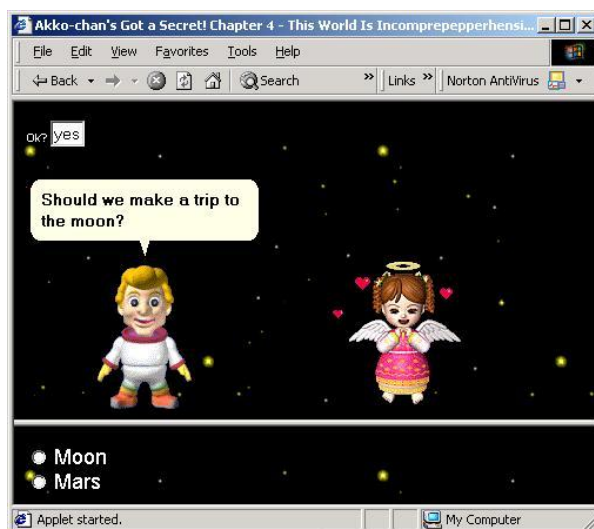 Akko-chan's Got a Secret! Chapter 4 - This World Is Incomprepepperhensi...
File Edit View Favorites Tools Help
Back Search » Links » Norton AntiVirus
OK? yes
Should we make a trip to
the moon?
Moon
Mars
Applet started. My Computer